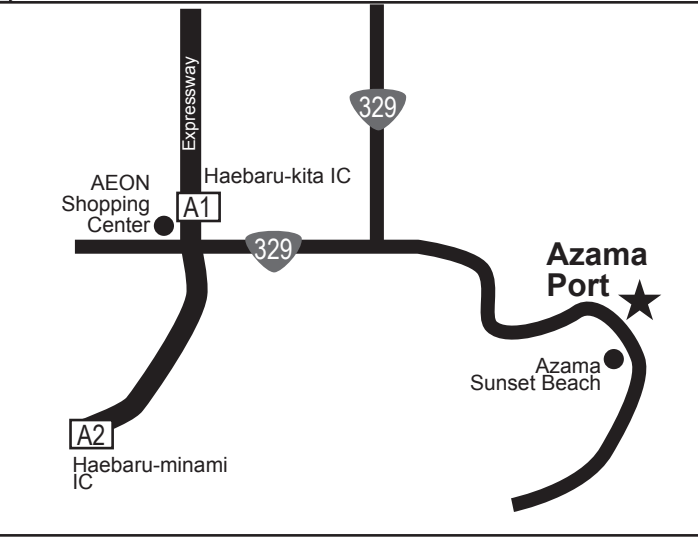 Expressway
329
Haebaru-kita IC
AEON
Shopping
Center
A1
329
Azama
Port
Azama
Sunset Beach
A2
Haebaru-minami
IC